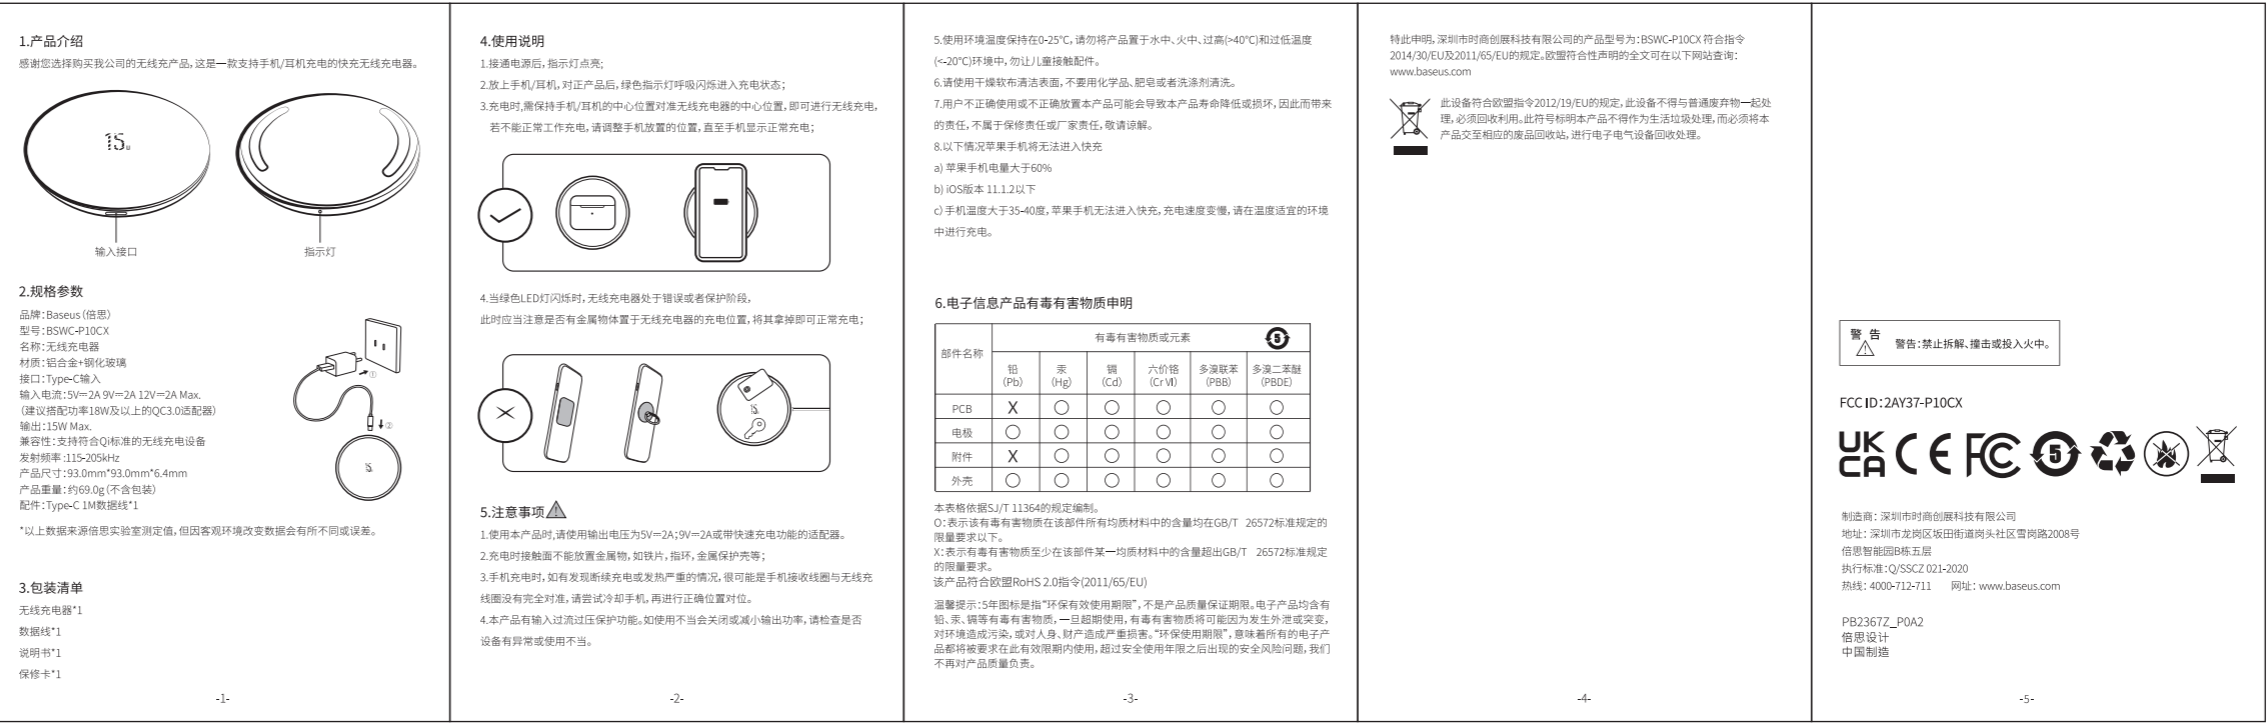 1.产品介绍
感谢您选择购买我公司的无线充产品,这是一款支持手机/耳机充电的快充无线充电器。
15w
输入接口
指示灯
2.规格参数
品牌:Baseus(倍思)
型号:BSWC-P10CX
名称:无线充电器
材质:铝合金+钢化玻璃
接口:Type-C输入
输入电流:5V⎓2A 9V⎓2A 12V⎓2A Max.
(建议搭配功率18W及以上的QC3.0适配器)
输出:15W Max.
兼容性:支持符合Qi标准的无线充电设备
发射频率:115-205kHz
产品尺寸:93.0mm*93.0mm*6.4mm
产品重量:约69.0g(不含包装)
配件:Type-C 1M数据线*1
①
②
15
*以上数据来源倍思实验室测定值,但因客观环境改变数据会有所不同或误差。
3.包装清单
无线充电器*1
数据线*1
说明书*1
保修卡*1
-1-
4.使用说明
1.接通电源后,指示灯点亮;
2.放上手机/耳机,对正产品后,绿色指示灯呼吸闪烁进入充电状态;
3.充电时,需保持手机/耳机的中心位置对准无线充电器的中心位置,即可进行无线充电,
若不能正常工作充电,请调整手机放置的位置,直至手机显示正常充电;
4.当绿色LED灯闪烁时,无线充电器处于错误或者保护阶段,
此时应当注意是否有金属物体置于无线充电器的充电位置,将其拿掉即可正常充电;
15
5.注意事项
1.使用本产品时,请使用输出电压为5V⎓2A;9V⎓2A或带快速充电功能的适配器。
2.充电时接触面不能放置金属物,如铁片,指环,金属保护壳等;
3.手机充电时,如有发现断续充电或发热严重的情况,很可能是手机接收线圈与无线充
线圈没有完全对准,请尝试冷却手机,再进行正确位置对位。
4.本产品有输入过流过压保护功能。如使用不当会关闭或减小输出功率,请检查是否
设备有异常或使用不当。
-2-
5.使用环境温度保持在0-25℃,请勿将产品置于水中、火中、过高(>40℃)和过低温度
(<-20℃)环境中,勿让儿童接触配件。
6.请使用干燥软布清洁表面,不要用化学品、肥皂或者洗涤剂清洗。
7.用户不正确使用或不正确放置本产品可能会导致本产品寿命降低或损坏,因此而带来
的责任,不属于保修责任或厂家责任,敬请谅解。
8.以下情况苹果手机将无法进入快充
a) 苹果手机电量大于60%
b) iOS版本 11.1.2以下
c) 手机温度大于35-40度,苹果手机无法进入快充,充电速度变慢,请在温度适宜的环境
中进行充电。
6.电子信息产品有毒有害物质申明
部件名称 有毒有害物质或元素 5
铅(Pb) 汞(Hg) 镉(Cd) 六价铬(Cr Ⅵ) 多溴联苯(PBB) 多溴二苯醚(PBDE)
PCB X ○ ○ ○ ○ ○
电极 ○ ○ ○ ○ ○ ○
附件 X ○ ○ ○ ○ ○
外壳 ○ ○ ○ ○ ○ ○
本表格依据SJ/T 11364的规定编制。
O:表示该有毒有害物质在该部件所有均质材料中的含量均在GB/T 26572标准规定的
限量要求以下。
X:表示有毒有害物质至少在该部件某一均质材料中的含量超出GB/T 26572标准规定
的限量要求。
该产品符合欧盟RoHS 2.0指令(2011/65/EU)
温馨提示:5年图标是指“环保有效使用期限”,不是产品质量保证期限。电子产品均含有
铅、汞、镉等有毒有害物质,一旦超期使用,有毒有害物质将可能因为发生外泄或突变,
对环境造成污染,或对人身、财产造成严重损害。“环保使用期限”,意味着所有的电子产
品都将被要求在此有效限期内使用,超过安全使用年限之后出现的安全风险问题,我们
不再对产品质量负责。
-3-
特此申明,深圳市时商创展科技有限公司的产品型号为:BSWC-P10CX 符合指令
2014/30/EU及2011/65/EU的规定。欧盟符合性声明的全文可在以下网站查询:
www.baseus.com
此设备符合欧盟指令2012/19/EU的规定,此设备不得与普通废弃物一起处
理,必须回收利用。此符号标明本产品不得作为生活垃圾处理,而必须将本
产品交至相应的废品回收站,进行电子电气设备回收处理。
-4-
警 告
警告:禁止拆解、撞击或投入火中。
FCC ID:2AY37-P10CX
UK CA CE FC 5
制造商:深圳市时商创展科技有限公司
地址:深圳市龙岗区坂田街道岗头社区雪岗路2008号
倍思智能园B栋五层
执行标准:Q/SSCZ 021-2020
热线:4000-712-711 网址:www.baseus.com
PB2367Z_P0A2
倍思设计
中国制造
-5-